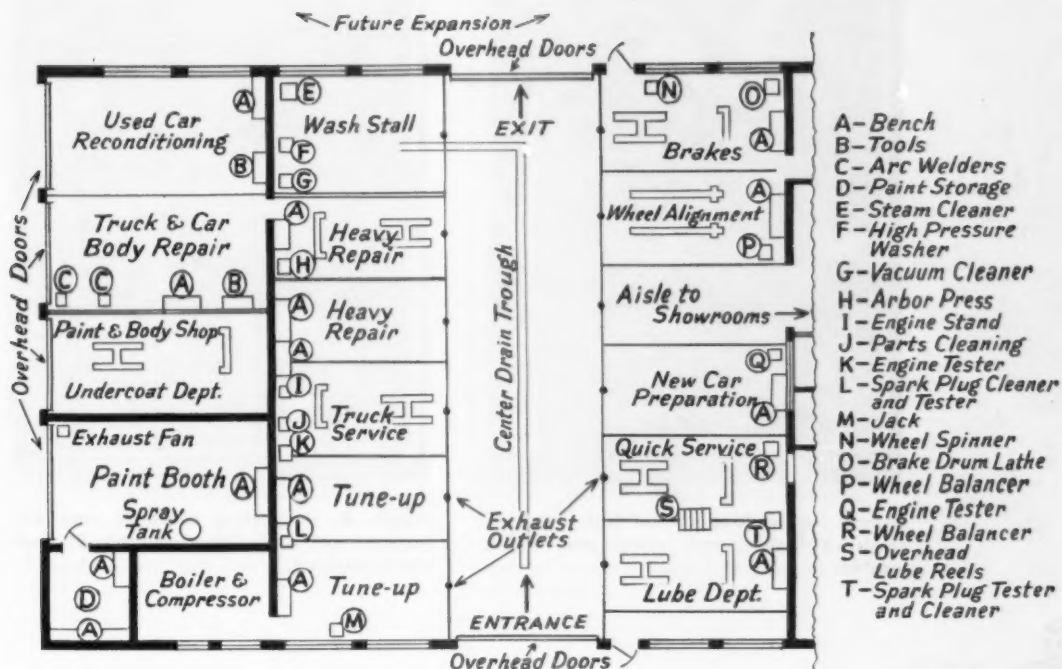 Future Expansion
Overhead Doors
EXIT
Used Car
Reconditioning
A
B
E
Wash Stall
F
G
N
O
Brakes
A
Overhead Doors
Truck & Car
Body Repair
C
C
A
B
A
Heavy
Repair
H
A
Wheel Alignment
P
Paint & Body Shop
Undercoat Dept.
A
Heavy
Repair
A
Aisle to
Showrooms
Center Drain Trough
I
J
Truck
Service
K
Q
New Car
Preparation
A
Exhaust Fan
Paint Booth
A
Spray
Tank
A
Tune-up
L
Exhaust
Outlets
Quick Service
R
S
T
A
D
A
Boiler &
Compressor
A
Tune-up
M
A
Lube Dept.
ENTRANCE
Overhead Doors
A-Bench
B-Tools
C-Arc Welders
D-Paint Storage
E-Steam Cleaner
F-High Pressure
Washer
G-Vacuum Cleaner
H-Arbor Press
I-Engine Stand
J-Parts Cleaning
K-Engine Tester
L-Spark Plug Cleaner
and Tester
M-Jack
N-Wheel Spinner
O-Brake Drum Lathe
P-Wheel Balancer
Q-Engine Tester
R-Wheel Balancer
S-Overhead
Lube Reels
T-Spark Plug Tester
and Cleaner